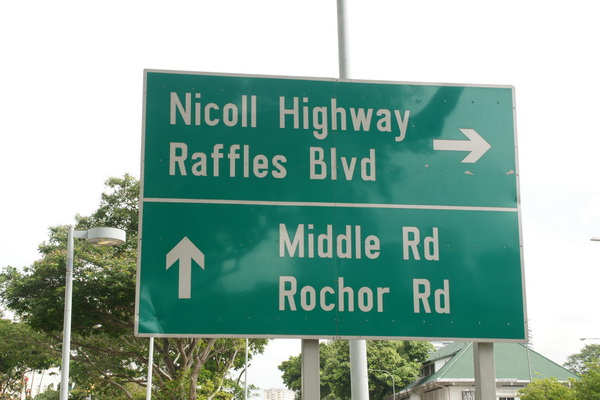 Nicoll Highway
Raffles Blvd
Middle Rd
Rochor Rd